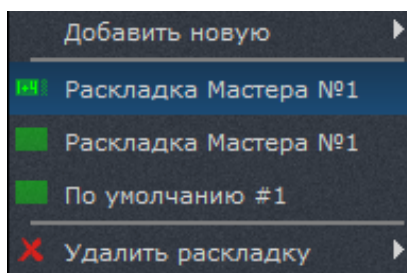 Добавить новую
Раскладка Мастера №1
Раскладка Мастера №1
По умолчанию #1
Удалить раскладку